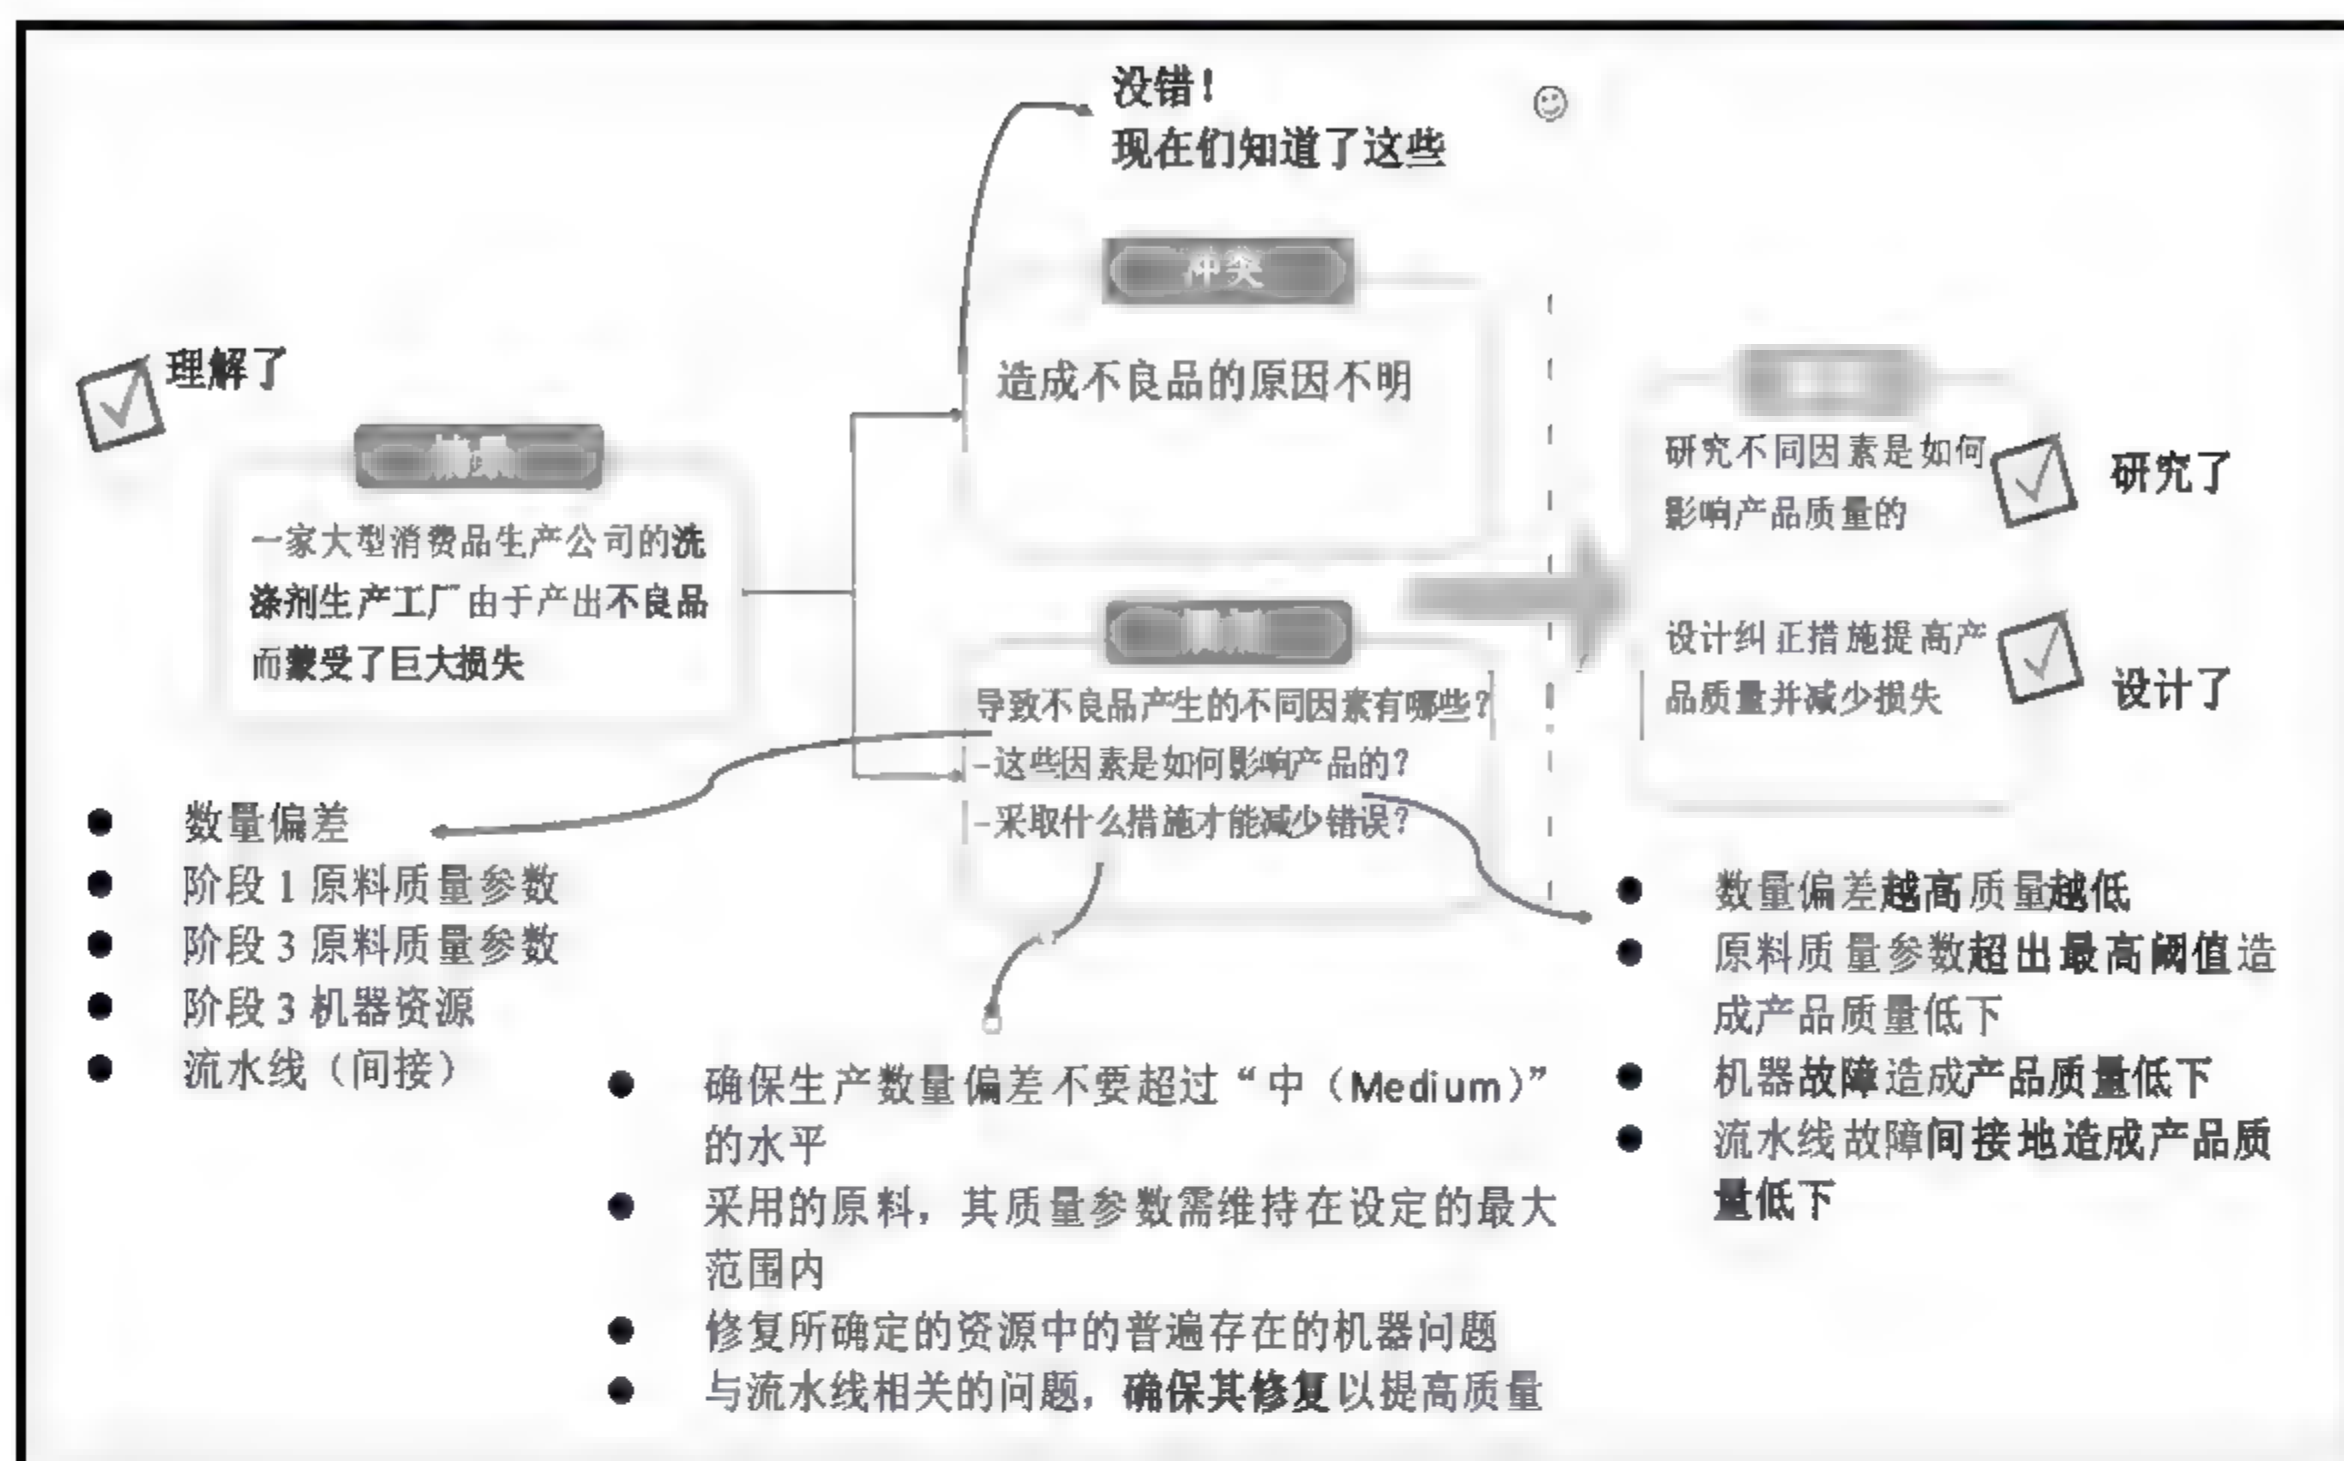 没错！
现在们知道了这些
冲突
造成不良品的原因不明
理解了
一家大型消费品生产公司的洗
涤剂生产工厂由于产出不良品
而蒙受了巨大损失
研究不同因素是如何
影响产品质量的
研究了
设计纠正措施提高产
品质量并减少损失
设计了
导致不良品产生的不同因素有哪些？
-这些因素是如何影响产品的？
-采取什么措施才能减少错误？
● 数量偏差
● 阶段 1 原料质量参数
● 阶段 3 原料质量参数
● 阶段 3 机器资源
● 流水线（间接）
● 确保生产数量偏差不要超过“中（Medium）”
的水平
● 采用的原料，其质量参数需维持在设定的最大
范围内
● 修复所确定的资源中的普遍存在的机器问题
● 与流水线相关的问题，确保其修复以提高质量
● 数量偏差越高质量越低
● 原料质量参数超出最高阈值造
成产品质量低下
● 机器故障造成产品质量低下
● 流水线故障间接地造成产品质
量低下